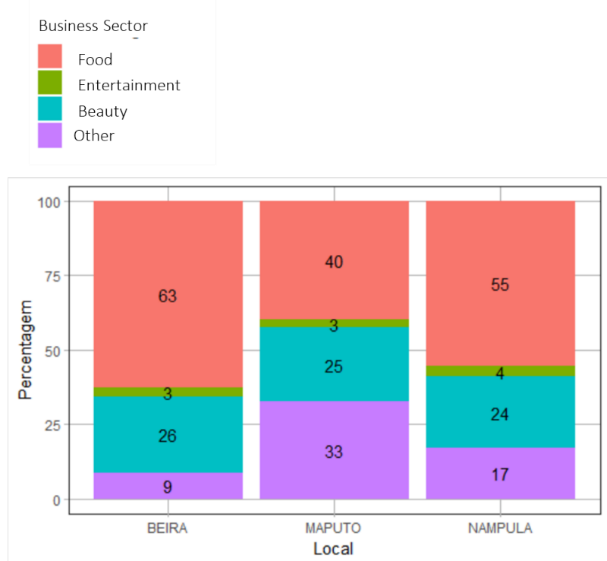 Business Sector
Food
Entertainment
Beauty
Other
100
75
50
25
0
Percentagem
63
3
26
9
40
3
25
33
55
4
24
17
BEIRA
MAPUTO
NAMPULA
Local